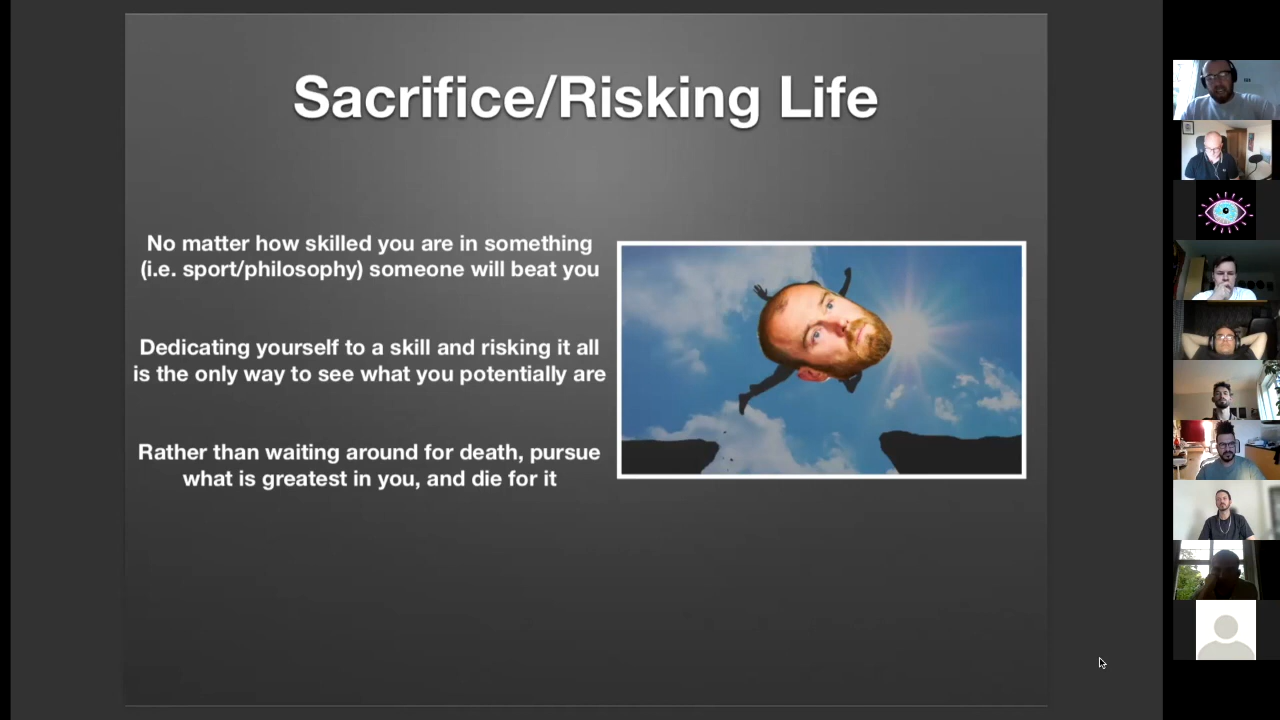 Sacrifice/Risking Life
No matter how skilled you are in something
(i.e. sport/philosophy) someone will beat you
Dedicating yourself to a skill and risking it all
is the only way to see what you potentially are
Rather than waiting around for death, pursue
what is greatest in you, and die for it